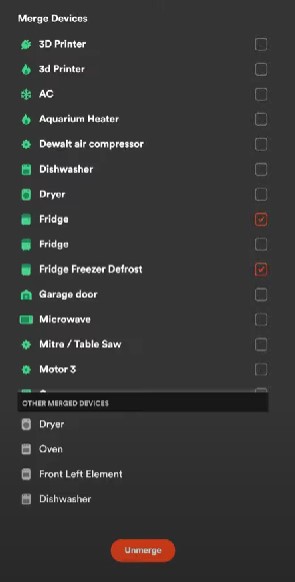 Merge Devices
3D Printer
3d Printer
AC
Aquarium Heater
Dewalt air compressor
Dishwasher
Dryer
Fridge
Fridge
Fridge Freezer Defrost
Garage door
Microwave
Mitre / Table Saw
Motor 3
OTHER MERGED DEVICES
Dryer
Oven
Front Left Element
Dishwasher
Unmerge